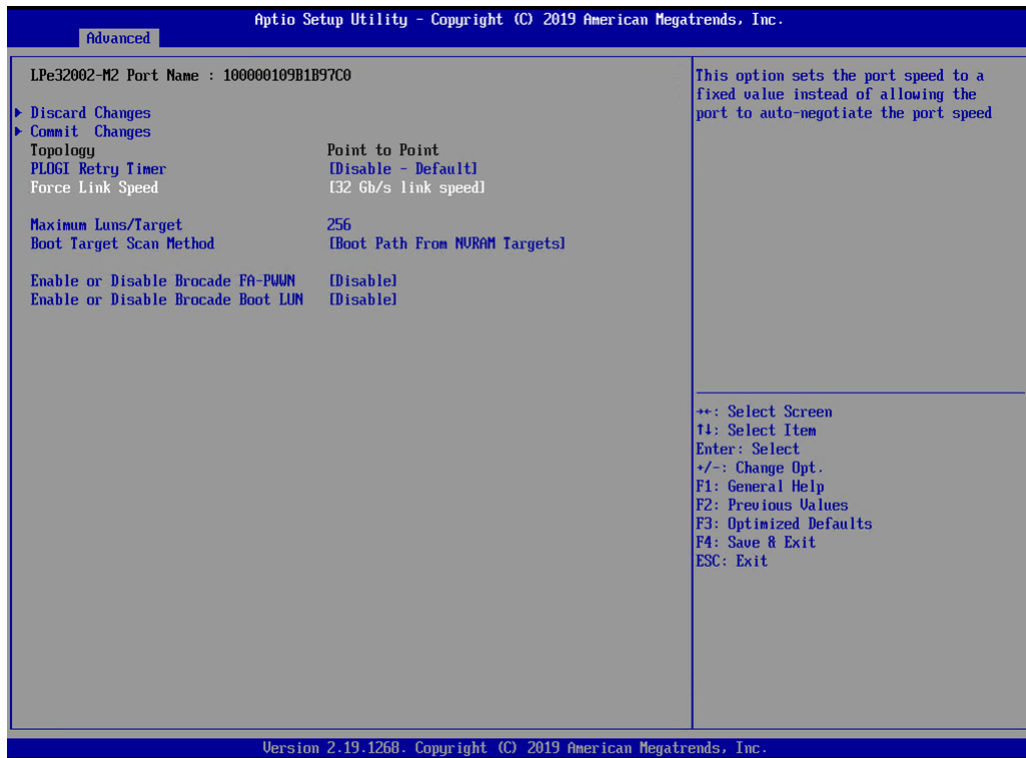 Aptio Setup Utility - Copyright (C) 2019 American Megatrends, Inc.
Advanced
LPe32002-M2 Port Name : 100000109B1B97C0
Discard Changes
Commit Changes
Topology Point to Point
PLOGI Retry Timer [Disable - Default]
Force Link Speed [32 Gb/s link speed]
Maximum Luns/Target 256
Boot Target Scan Method [Boot Path From NVRAM Targets]
Enable or Disable Brocade FA-PWWN [Disable]
Enable or Disable Brocade Boot LUN [Disable]
This option sets the port speed to a
fixed value instead of allowing the
port to auto-negotiate the port speed
→←: Select Screen
↑↓: Select Item
Enter: Select
+/-: Change Opt.
F1: General Help
F2: Previous Values
F3: Optimized Defaults
F4: Save & Exit
ESC: Exit
Version 2.19.1268. Copyright (C) 2019 American Megatrends, Inc.